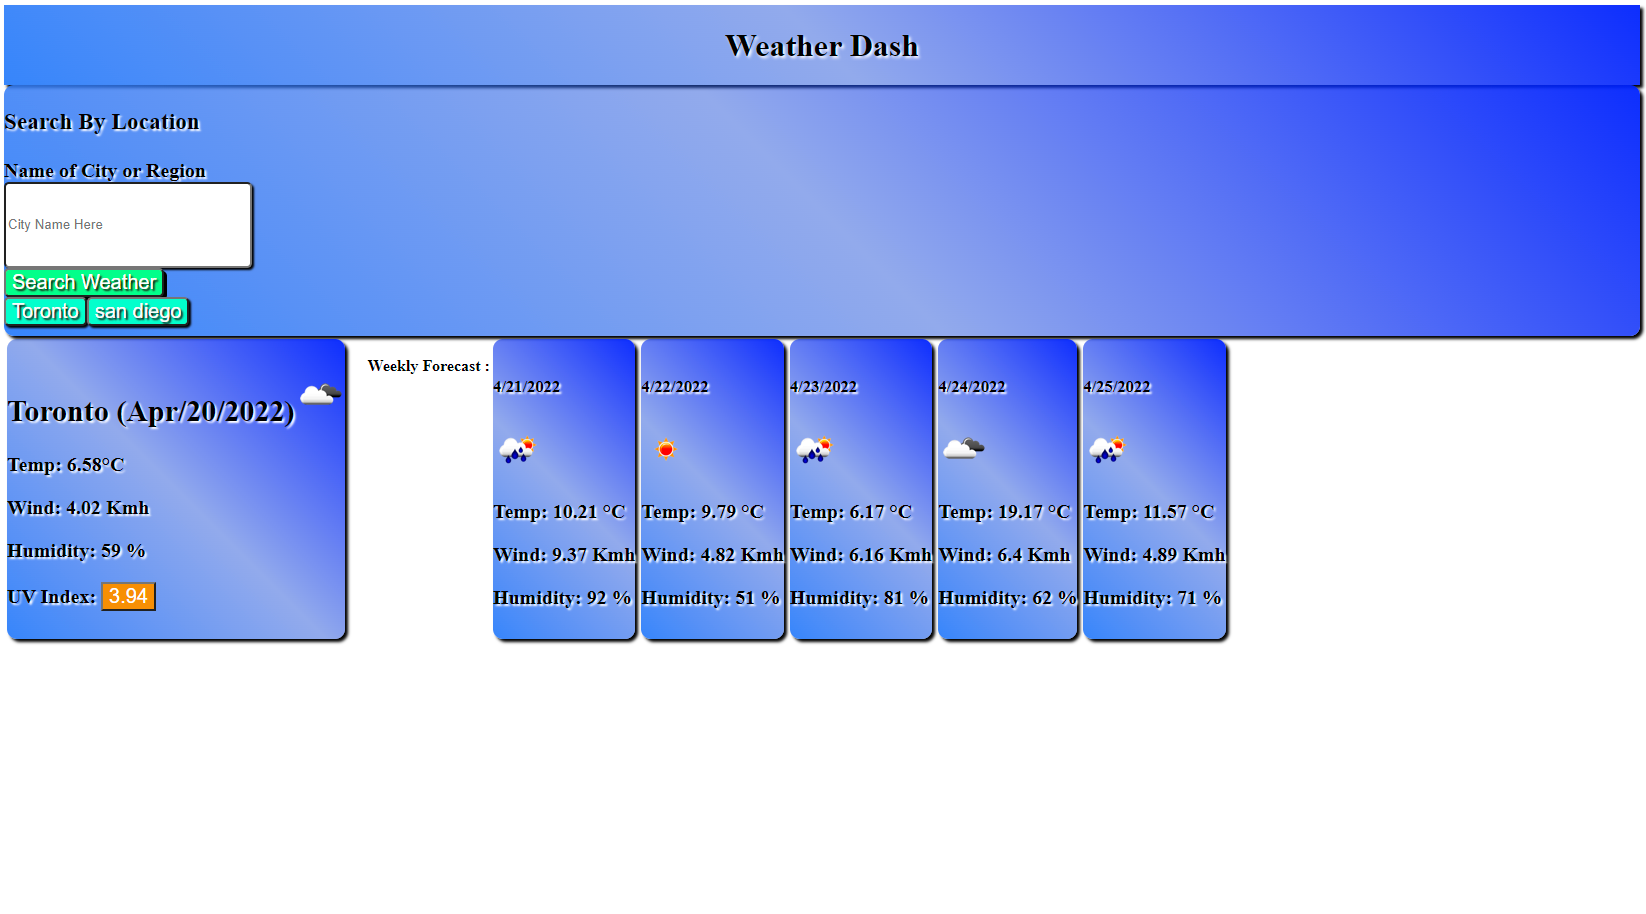 Weather Dash
Search By Location
Name of City or Region
City Name Here
Search Weather
Toronto san diego
Toronto (Apr/20/2022)
Temp: 6.58°C
Wind: 4.02 Kmh
Humidity: 59 %
UV Index: 3.94
Weekly Forecast :
4/21/2022
Temp: 10.21 °C
Wind: 9.37 Kmh
Humidity: 92 %
4/22/2022
Temp: 9.79 °C
Wind: 4.82 Kmh
Humidity: 51 %
4/23/2022
Temp: 6.17 °C
Wind: 6.16 Kmh
Humidity: 81 %
4/24/2022
Temp: 19.17 °C
Wind: 6.4 Kmh
Humidity: 62 %
4/25/2022
Temp: 11.57 °C
Wind: 4.89 Kmh
Humidity: 71 %